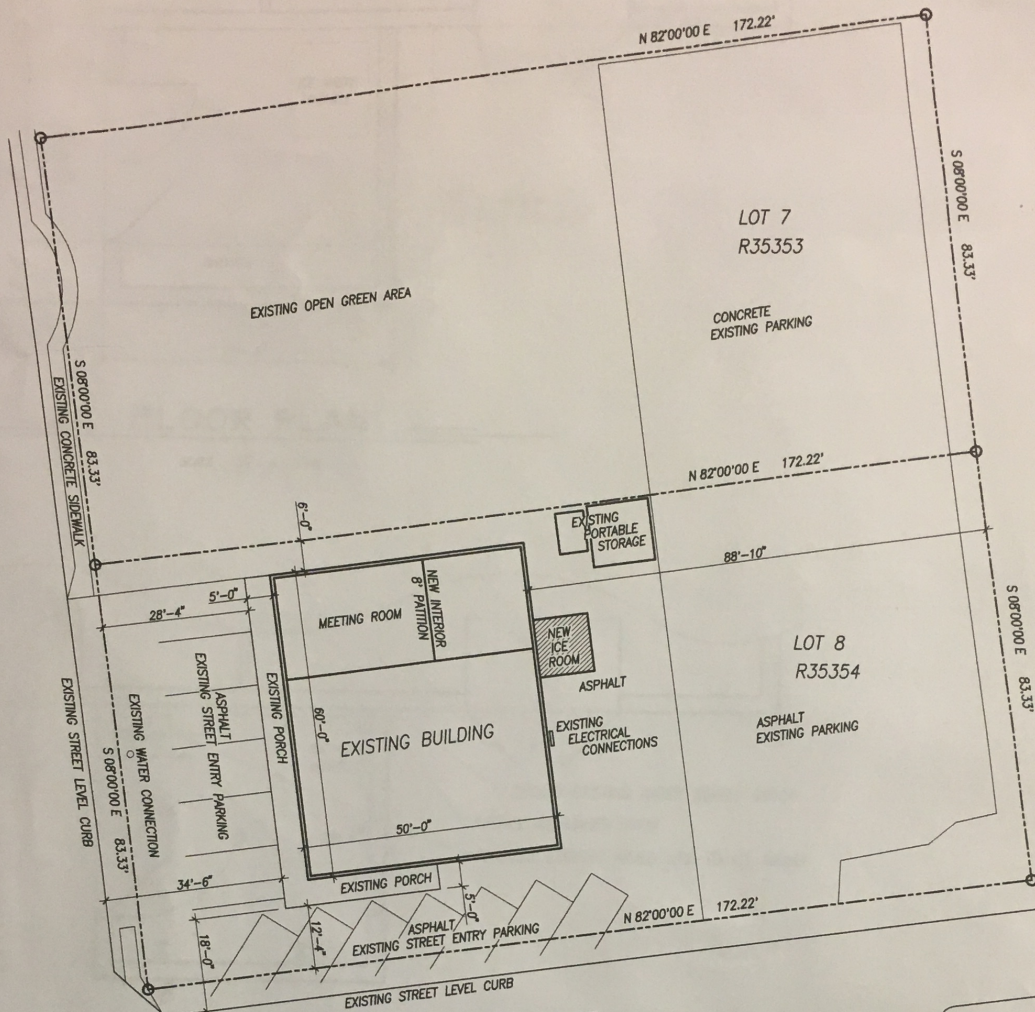 N 82°00'00 E 172.22'
LOT 7
R35353
S 08°00'00 E 83.33'
EXISTING OPEN GREEN AREA
CONCRETE
EXISTING PARKING
S 08°00'00 E 83.33'
EXISTING CONCRETE SIDEWALK
N 82°00'00 E 172.22'
6'-0"
EXISTING
PORTABLE
STORAGE
88'-10"
5'-0"
28'-4"
MEETING ROOM
NEW INTERIOR
8' PATITION
NEW
ICE
ROOM
ASPHALT
LOT 8
R35354
S 08°00'00 E 83.33'
EXISTING STREET LEVEL CURB
EXISTING WATER CONNECTION
S 08°00'00 E 83.33'
ASPHALT
EXISTING STREET ENTRY PARKING
EXISTING PORCH
60'-0"
EXISTING BUILDING
EXISTING
ELECTRICAL
CONNECTIONS
ASPHALT
EXISTING PARKING
50'-0"
34'-6"
EXISTING PORCH
5'-0"
18'-0"
12'-4"
ASPHALT
EXISTING STREET ENTRY PARKING
N 82°00'00 E 172.22'
EXISTING STREET LEVEL CURB